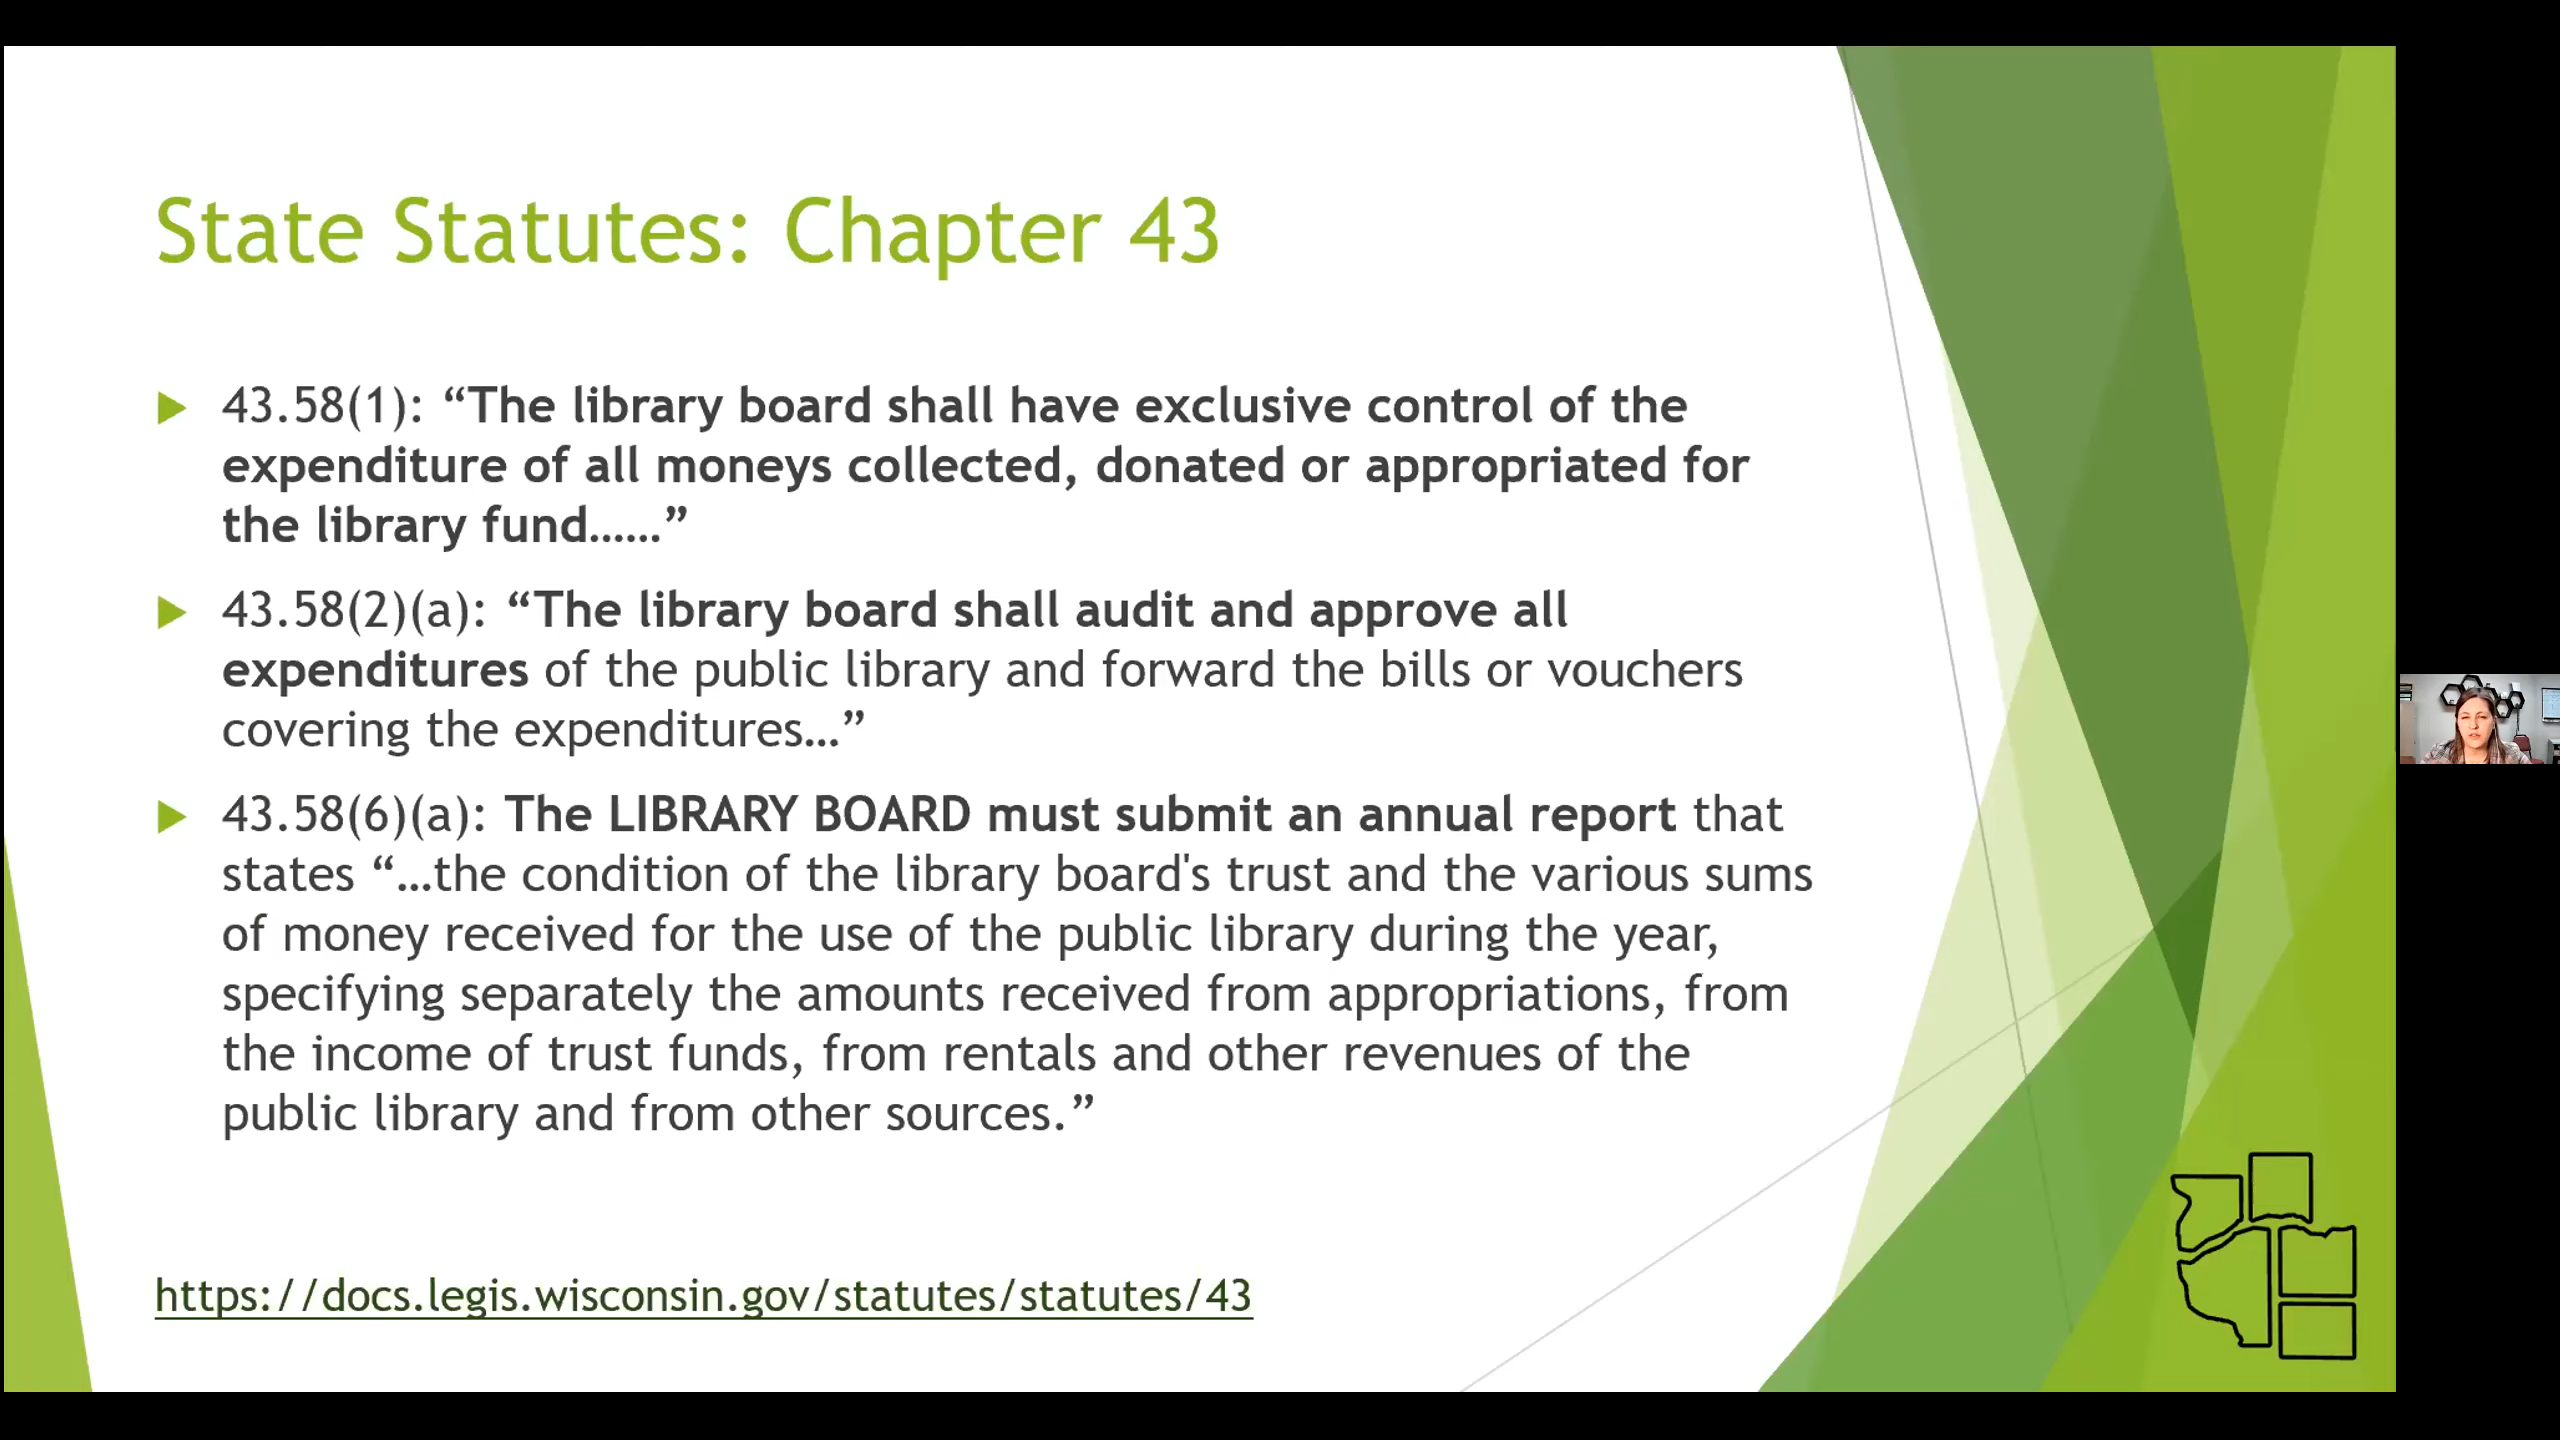 State Statutes: Chapter 43
43.58(1): “The library board shall have exclusive control of the
expenditure of all moneys collected, donated or appropriated for
the library fund……”
43.58(2)(a): “The library board shall audit and approve all
expenditures of the public library and forward the bills or vouchers
covering the expenditures…”
43.58(6)(a): The LIBRARY BOARD must submit an annual report that
states “…the condition of the library board's trust and the various sums
of money received for the use of the public library during the year,
specifying separately the amounts received from appropriations, from
the income of trust funds, from rentals and other revenues of the
public library and from other sources.”
https://docs.legis.wisconsin.gov/statutes/statutes/43